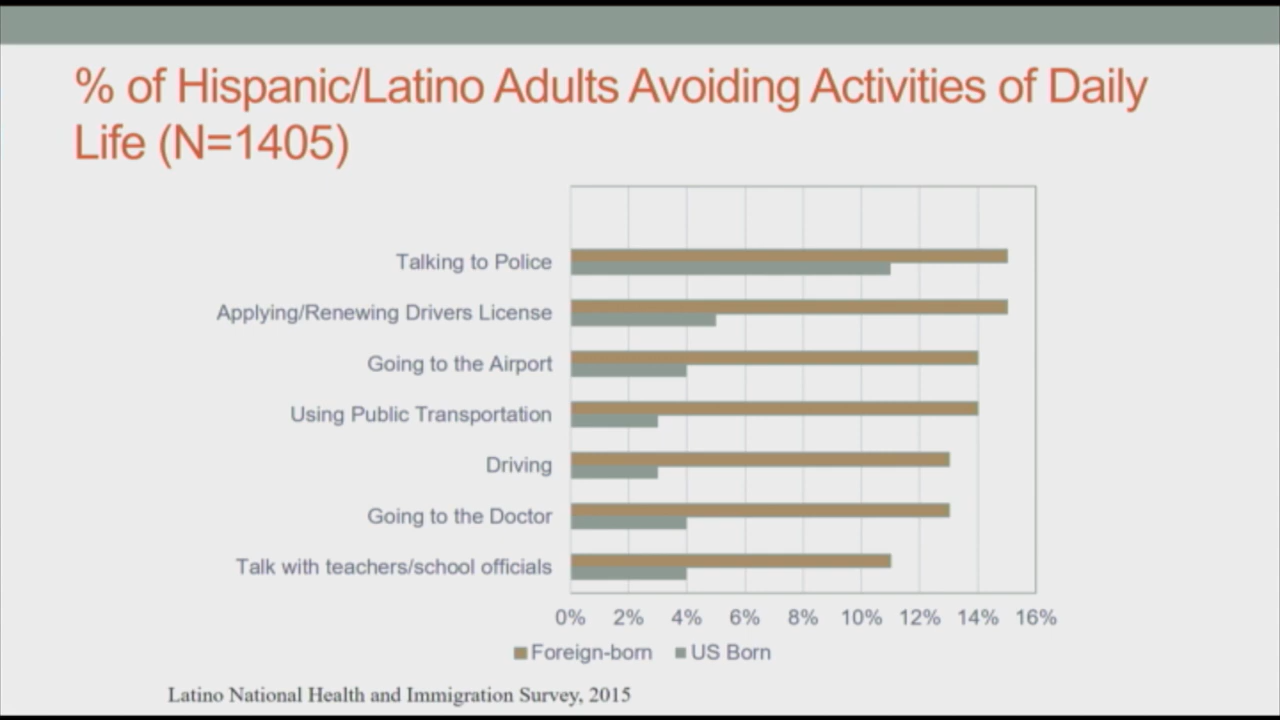 % of Hispanic/Latino Adults Avoiding Activities of Daily
Life (N=1405)
Talking to Police
Applying/Renewing Drivers License
Going to the Airport
Using Public Transportation
Driving
Going to the Doctor
Talk with teachers/school officials
0% 2% 4% 6% 8% 10% 12% 14% 16%
Foreign-born US Born
Latino National Health and Immigration Survey, 2015